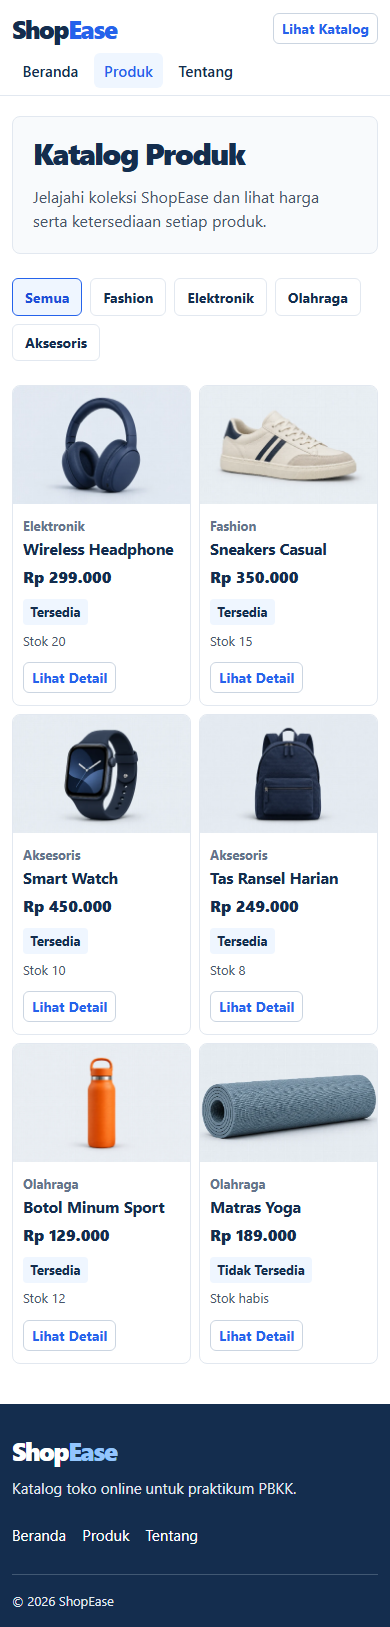 ShopEase
Lihat Katalog
Beranda Produk Tentang
Katalog Produk
Jelajahi koleksi ShopEase dan lihat harga
serta ketersediaan setiap produk.
Semua Fashion Elektronik Olahraga
Aksesoris
Elektronik
Wireless Headphone
Rp 299.000
Tersedia
Stok 20
Lihat Detail
Fashion
Sneakers Casual
Rp 350.000
Tersedia
Stok 15
Lihat Detail
Aksesoris
Smart Watch
Rp 450.000
Tersedia
Stok 10
Lihat Detail
Aksesoris
Tas Ransel Harian
Rp 249.000
Tersedia
Stok 8
Lihat Detail
Olahraga
Botol Minum Sport
Rp 129.000
Tersedia
Stok 12
Lihat Detail
Olahraga
Matras Yoga
Rp 189.000
Tidak Tersedia
Stok habis
Lihat Detail
ShopEase
Katalog toko online untuk praktikum PBKK.
Beranda Produk Tentang
© 2026 ShopEase